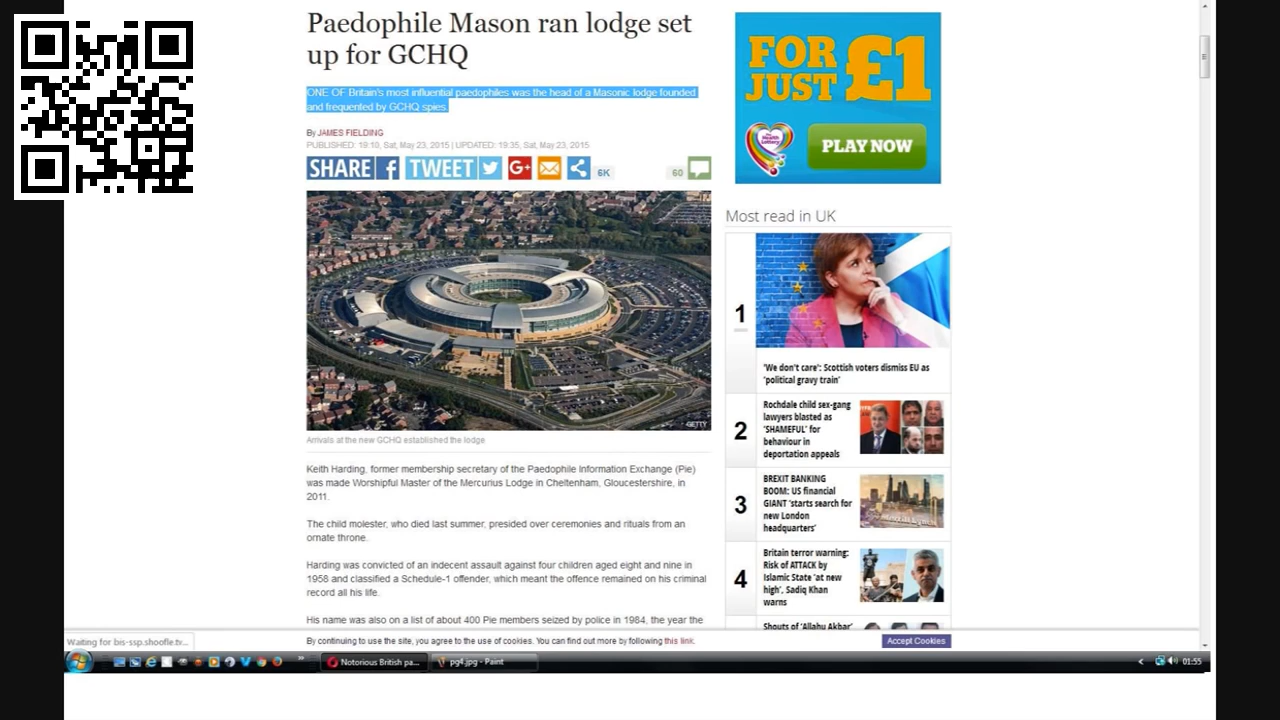 Paedophile Mason ran lodge set
up for GCHQ
ONE OF Britain's most influential paedophiles was the head of a Masonic lodge founded
and frequented by GCHQ spies.
By JAMES FIELDING
PUBLISHED: 19:10, Sat, May 23, 2015 | UPDATED: 19:35, Sat, May 23, 2015
SHARE TWEET G+ 6K 60
GETTY
Arrivals at the new GCHQ established the lodge
Keith Harding, former membership secretary of the Paedophile Information Exchange (Pie)
was made Worshipful Master of the Mercurius Lodge in Cheltenham, Gloucestershire, in
2011.
The child molester, who died last summer, presided over ceremonies and rituals from an
ornate throne.
Harding was convicted of an indecent assault against four children aged eight and nine in
1958 and classified a Schedule-1 offender, which meant the offence remained on his criminal
record all his life.
His name was also on a list of about 400 Pie members seized by police in 1984, the year the
FOR
JUST £1
The Health Lottery
PLAY NOW
Most read in UK
1
'We don't care': Scottish voters dismiss EU as
'political gravy train'
2
Rochdale child sex-gang
lawyers blasted as
'SHAMEFUL' for
behaviour in
deportation appeals
3
BREXIT BANKING
BOOM: US financial
GIANT 'starts search for
new London
headquarters'
4
Britain terror warning:
Risk of ATTACK by
Islamic State 'at new
high', Sadiq Khan
warns
Shouts of 'Allahu Akbar'
Waiting for bis-ssp.shoofle.tv...
By continuing to use the site, you agree to the use of cookies. You can find out more by following this link.
Accept Cookies
Notorious British pa...
pg4.jpg - Paint
01:55